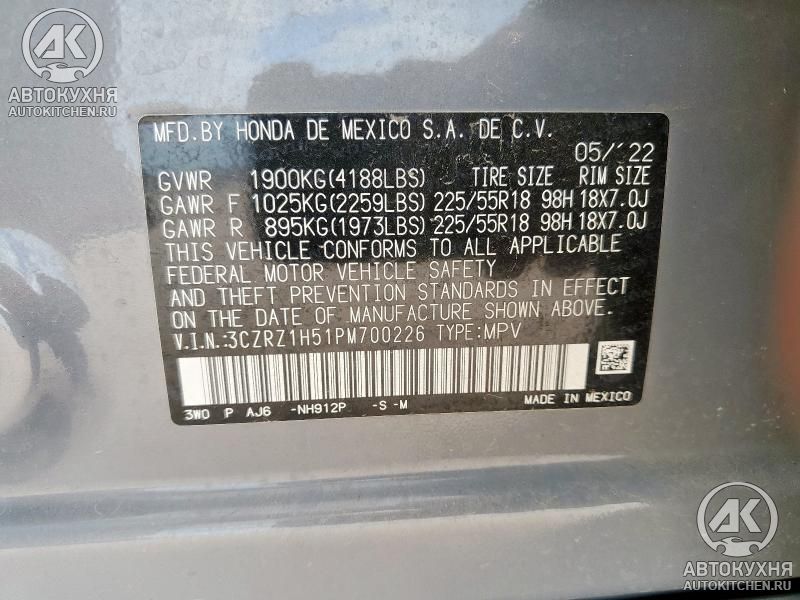 АК
АВТОКУХНЯ
AUTOKITCHEN.RU
MFD.BY HONDA DE MEXICO S.A. DE C.V.
05/'22
GVWR 1900KG(4188LBS) TIRE SIZE RIM SIZE
GAWR F 1025KG(2259LBS) 225/55R18 98H 18X7.0J
GAWR R 895KG(1973LBS) 225/55R18 98H 18X7.0J
THIS VEHICLE CONFORMS TO ALL APPLICABLE
FEDERAL MOTOR VEHICLE SAFETY
AND THEFT PREVENTION STANDARDS IN EFFECT
ON THE DATE OF MANUFACTURE SHOWN ABOVE.
V.I.N.:3CZRZ1H51PM700226 TYPE:MPV
3W0 P AJ6 -NH912P -S -M MADE IN MEXICO
АК
АВТОКУХНЯ
AUTOKITCHEN.RU